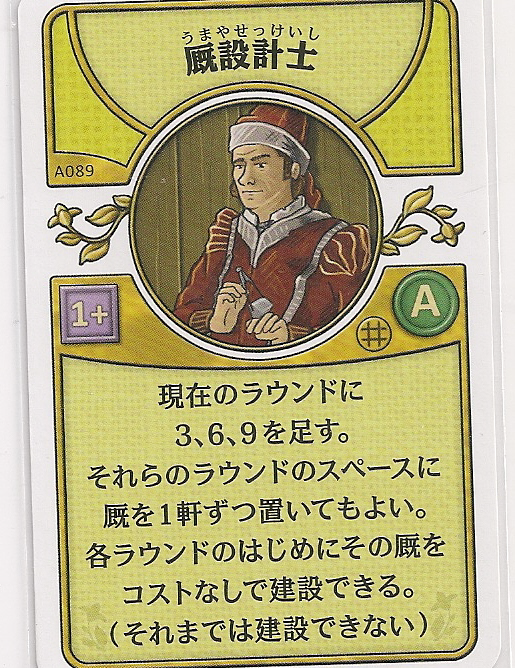 うまやせっけいし
厩設計士
A089
1+
A
現在のラウンドに
3、6、9を足す。
それらのラウンドのスペースに
厩を1軒ずつ置いてもよい。
各ラウンドのはじめにその厩を
コストなしで建設できる。
(それまでは建設できない)